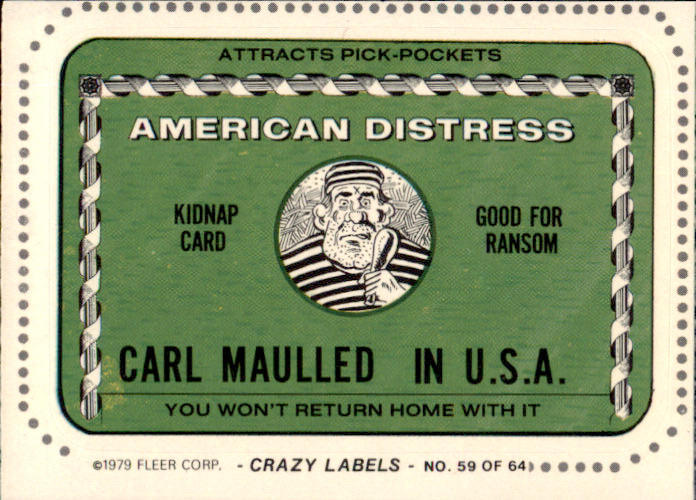 ATTRACTS PICK-POCKETS
AMERICAN DISTRESS
KIDNAP
CARD
GOOD FOR
RANSOM
CARL MAULLED IN U.S.A.
YOU WON'T RETURN HOME WITH IT
©1979 FLEER CORP. - CRAZY LABELS - NO. 59 OF 64